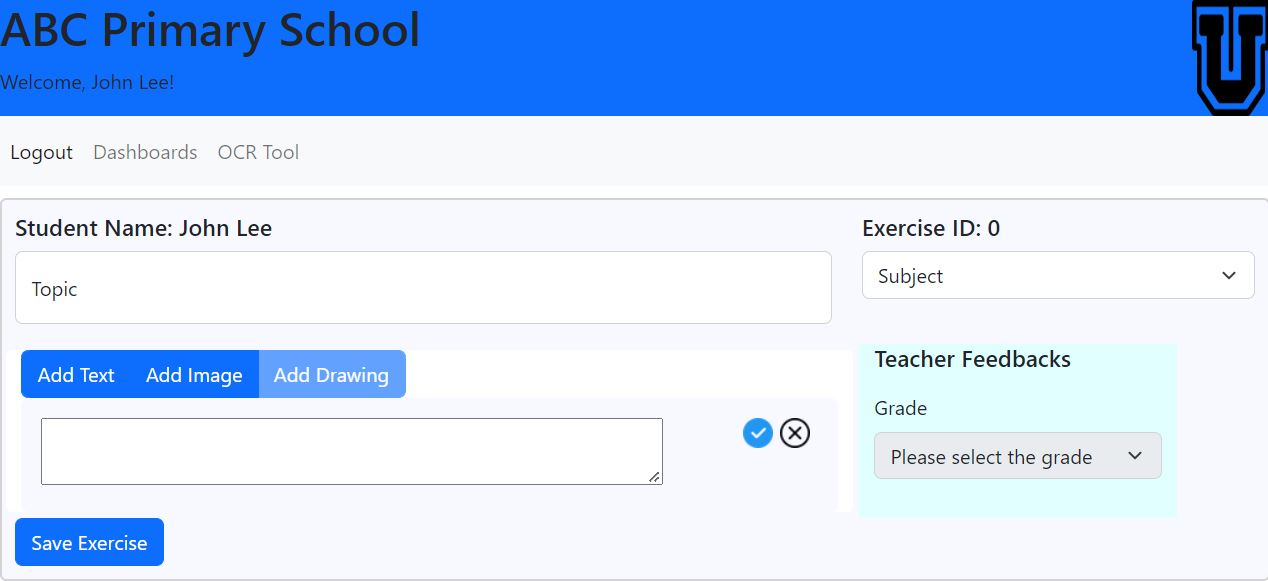 ABC Primary School
U
Welcome, John Lee!
Logout Dashboards OCR Tool
Student Name: John Lee
Exercise ID: 0
Topic
Subject
Add Text Add Image Add Drawing
Teacher Feedbacks
Grade
Please select the grade
Save Exercise